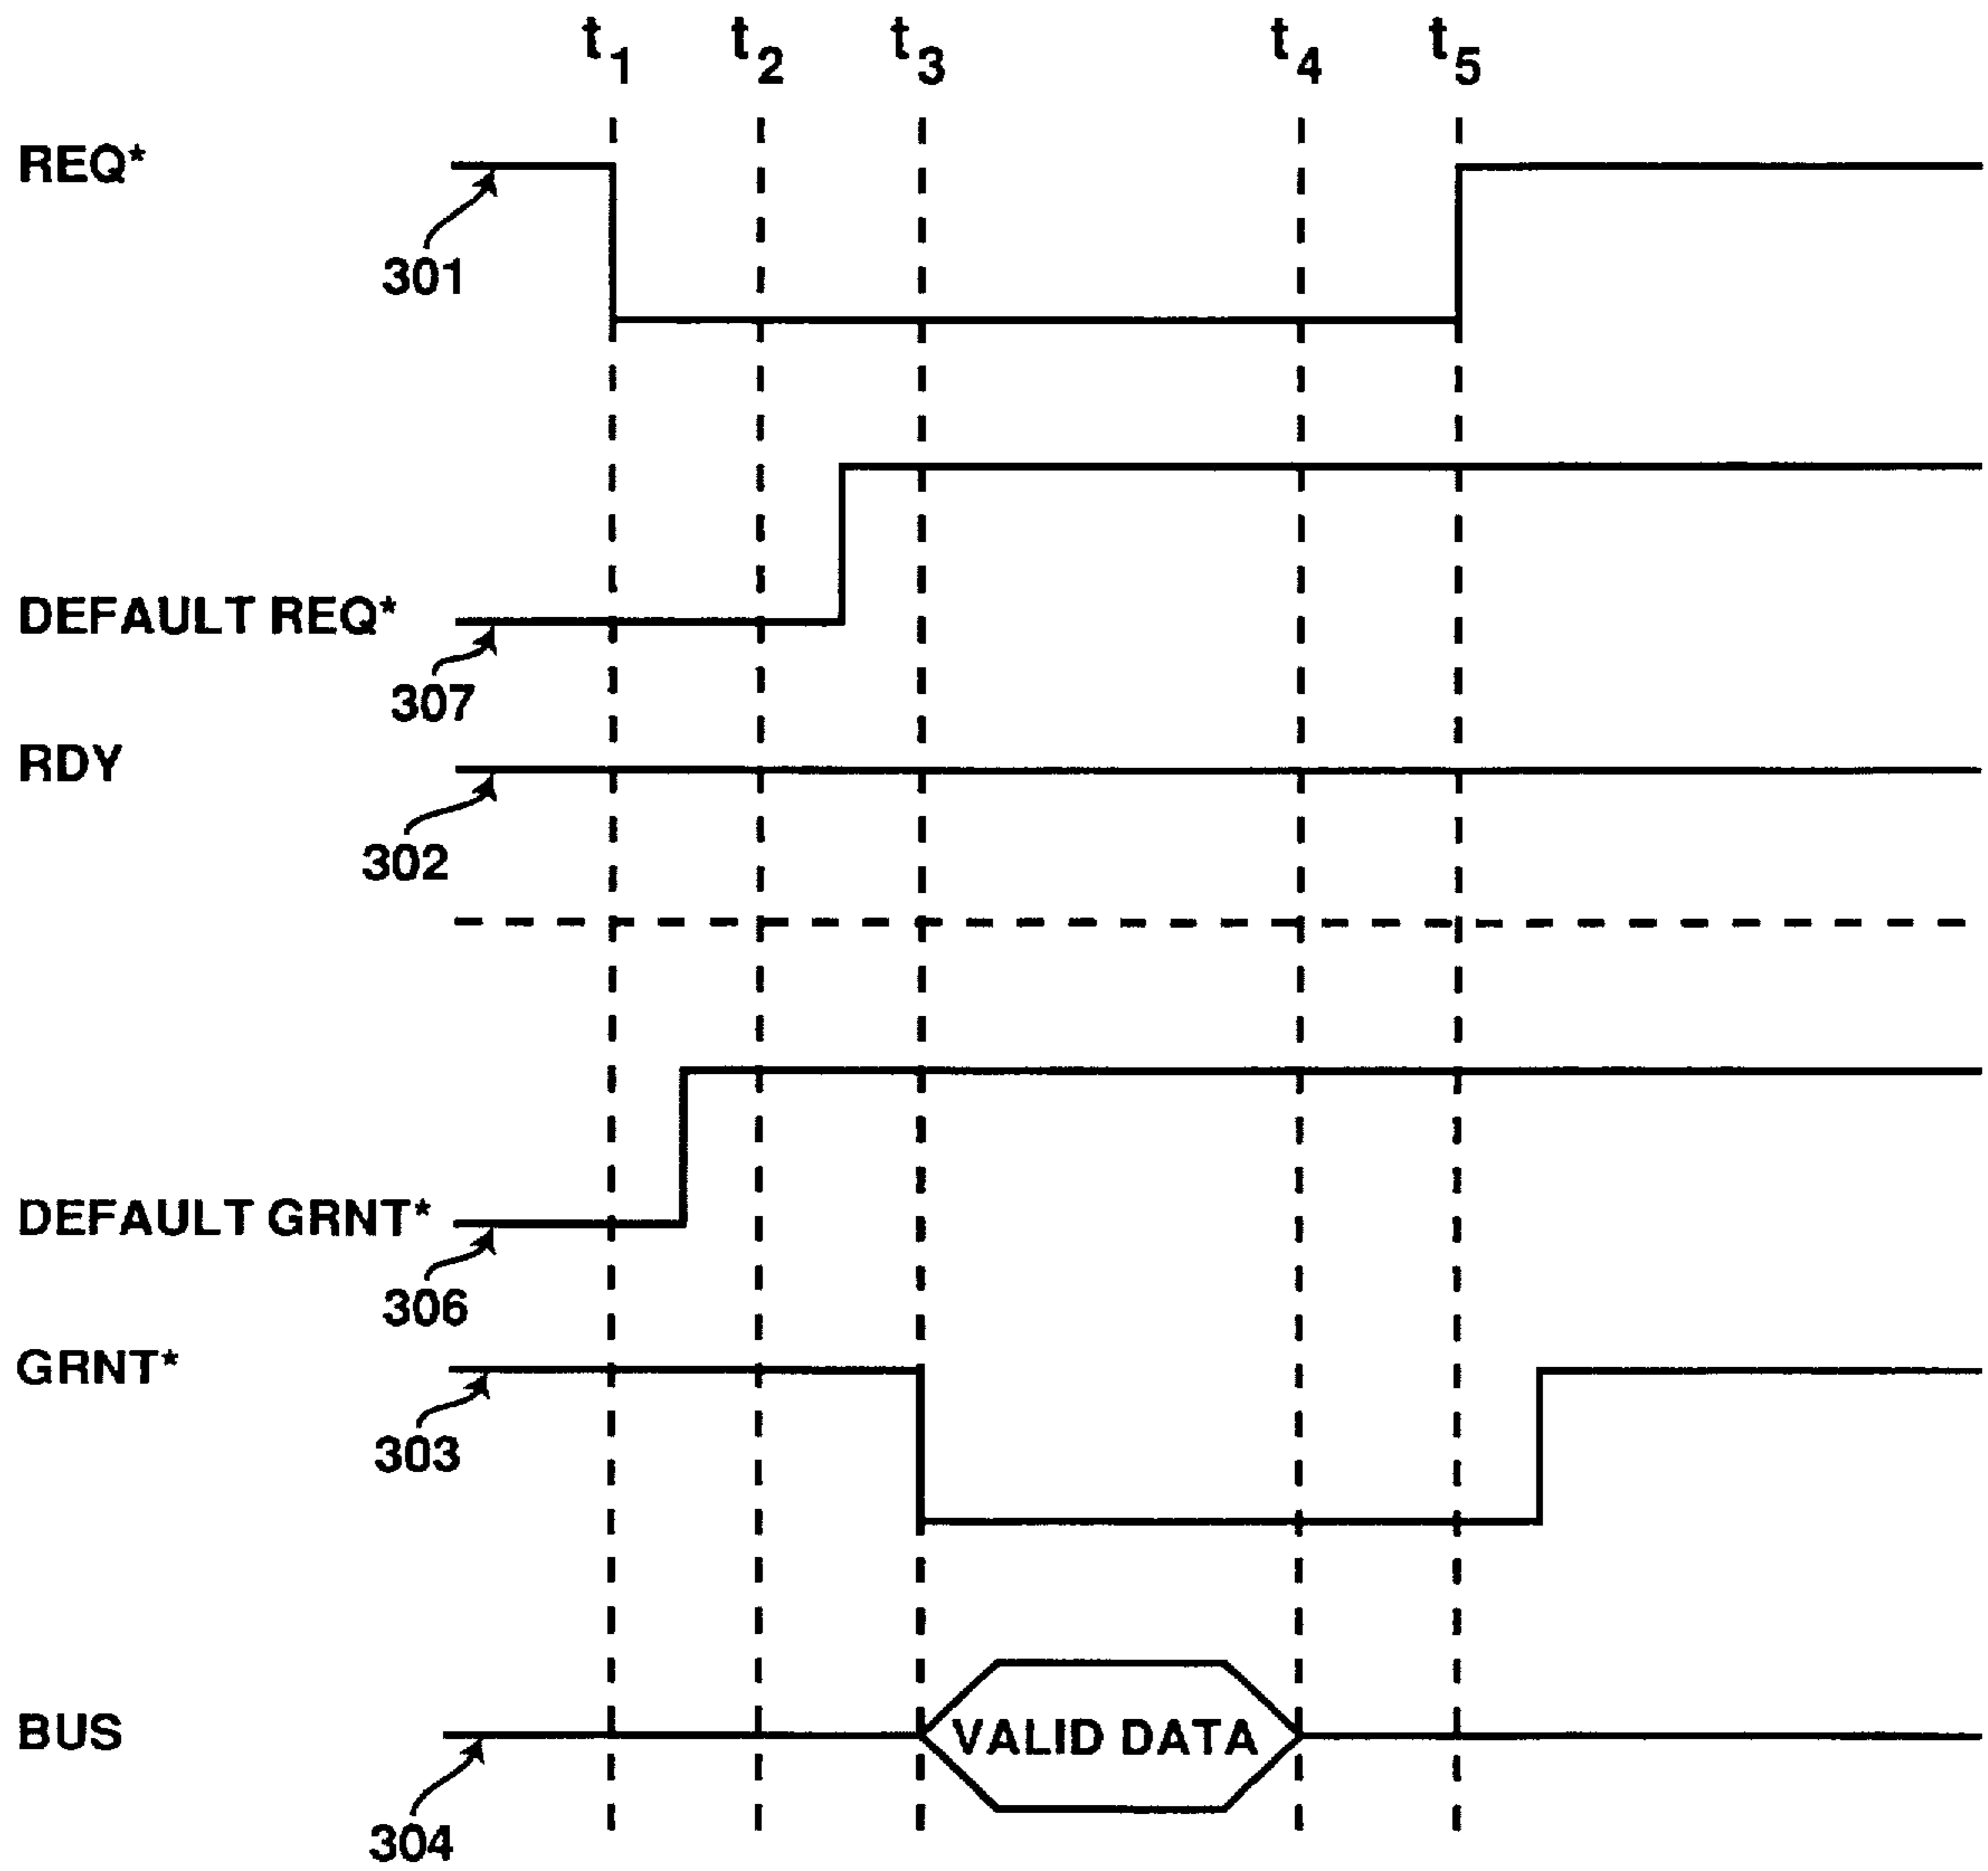 t1 t2 t3 t4 t5
REQ*
301
DEFAULT REQ*
307
RDY
302
DEFAULT GRNT*
306
GRNT*
303
BUS
VALID DATA
304